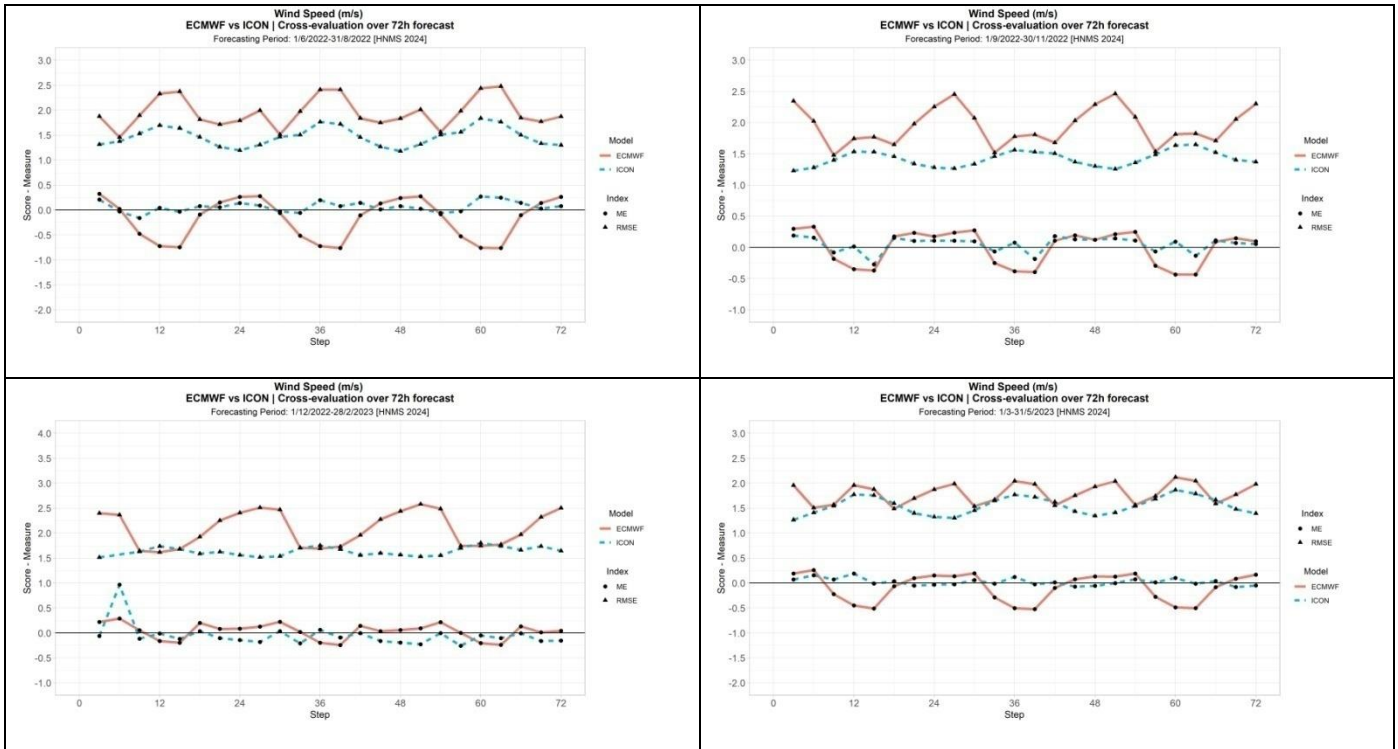 Wind Speed (m/s)
ECMWF vs ICON | Cross-evaluation over 72h forecast
Forecasting Period: 1/6/2022-31/8/2022 [HNMS 2024]
3.0
2.5
2.0
1.5
1.0
0.5
0.0
-0.5
-1.0
-1.5
-2.0
Score - Measure
0 12 24 36 48 60 72
Step
Model
ECMWF
ICON
Index
ME
RMSE
Wind Speed (m/s)
ECMWF vs ICON | Cross-evaluation over 72h forecast
Forecasting Period: 1/9/2022-30/11/2022 [HNMS 2024]
3.0
2.5
2.0
1.5
1.0
0.5
0.0
-0.5
-1.0
Score - Measure
0 12 24 36 48 60 72
Step
Model
ECMWF
ICON
Index
ME
RMSE
Wind Speed (m/s)
ECMWF vs ICON | Cross-evaluation over 72h forecast
Forecasting Period: 1/12/2022-28/2/2023 [HNMS 2024]
4.0
3.5
3.0
2.5
2.0
1.5
1.0
0.5
0.0
-0.5
-1.0
Score - Measure
0 12 24 36 48 60 72
Step
Model
ECMWF
ICON
Index
ME
RMSE
Wind Speed (m/s)
ECMWF vs ICON | Cross-evaluation over 72h forecast
Forecasting Period: 1/3-31/5/2023 [HNMS 2024]
3.0
2.5
2.0
1.5
1.0
0.5
0.0
-0.5
-1.0
-1.5
-2.0
Score - Measure
0 12 24 36 48 60 72
Step
Index
ME
RMSE
Model
ECMWF
ICON